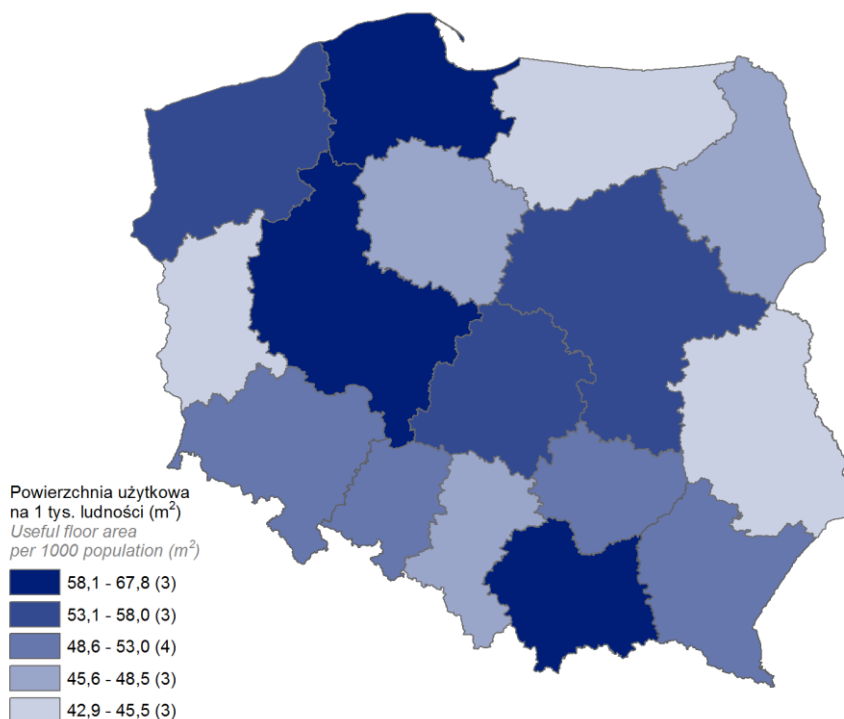 Powierzchnia użytkowa
na 1 tys. ludności (m²)
Useful floor area
per 1000 population (m²)
58,1 - 67,8 (3)
53,1 - 58,0 (3)
48,6 - 53,0 (4)
45,6 - 48,5 (3)
42,9 - 45,5 (3)